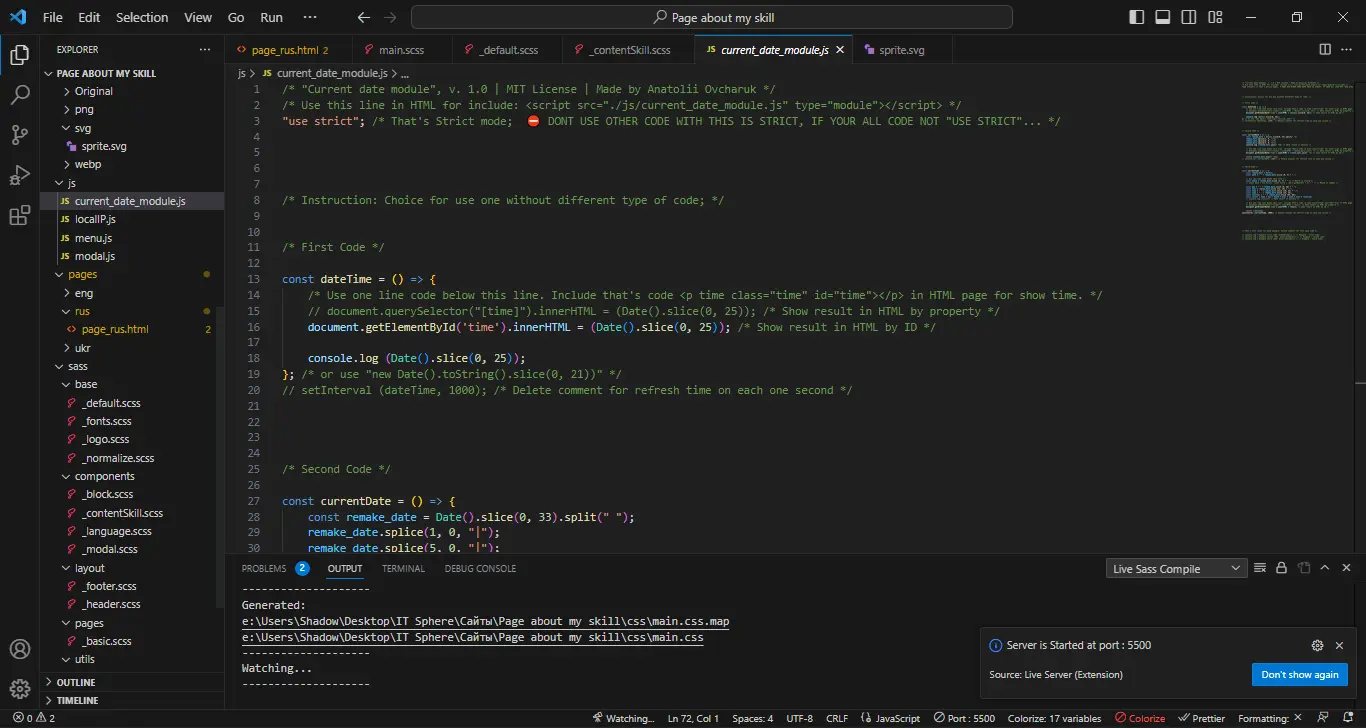 File Edit Selection View Go Run ··· Page about my skill
EXPLORER ···
PAGE ABOUT MY SKILL
Original
png
svg
sprite.svg
webp
js
JS current_date_module.js
JS localIP.js
JS menu.js
JS modal.js
pages
eng
rus
<> page_rus.html 2
ukr
sass
base
_default.scss
_fonts.scss
_logo.scss
_normalize.scss
components
_block.scss
_contentSkill.scss
_language.scss
_modal.scss
layout
_footer.scss
_header.scss
pages
_basic.scss
utils
OUTLINE
TIMELINE
<> page_rus.html 2 main.scss _default.scss _contentSkill.scss JS current_date_module.js sprite.svg ···
js > JS current_date_module.js > ...
1 /* "Current date module", v. 1.0 | MIT License | Made by Anatolii Ovcharuk */
2 /* Use this line in HTML for include: <script src="./js/current_date_module.js" type="module"></script> */
3 "use strict"; /* That's Strict mode; ⛔ DONT USE OTHER CODE WITH THIS IS STRICT, IF YOUR ALL CODE NOT "USE STRICT"... */
4
5
6
7
8 /* Instruction: Choice for use one without different type of code; */
9
10
11 /* First Code */
12
13 const dateTime = () => {
14 /* Use one line code below this line. Include that's code <p time class="time" id="time"></p> in HTML page for show time. */
15 // document.querySelector("[time]").innerHTML = (Date().slice(0, 25)); /* Show result in HTML by property */
16 document.getElementById('time').innerHTML = (Date().slice(0, 25)); /* Show result in HTML by ID */
17
18 console.log (Date().slice(0, 25));
19 }; /* or use "new Date().toString().slice(0, 21))" */
20 // setInterval (dateTime, 1000); /* Delete comment for refresh time on each one second */
21
22
23
24
25 /* Second Code */
26
27 const currentDate = () => {
28 const remake_date = Date().slice(0, 33).split(" ");
29 remake_date.splice(1, 0, "|");
30 remake_date.splice(5, 0, "|");
PROBLEMS 2 OUTPUT TERMINAL DEBUG CONSOLE Live Sass Compile
--------------------
Generated:
e:\Users\Shadow\Desktop\IT Sphere\Сайты\Page about my skill\css\main.css.map
e:\Users\Shadow\Desktop\IT Sphere\Сайты\Page about my skill\css\main.css
--------------------
Watching...
--------------------
Server is Started at port : 5500
Source: Live Server (Extension) Don't show again
0 2 Watching... Ln 72, Col 1 Spaces: 4 UTF-8 CRLF {} JavaScript Port : 5500 Colorize: 17 variables Colorize Prettier Formatting: ×